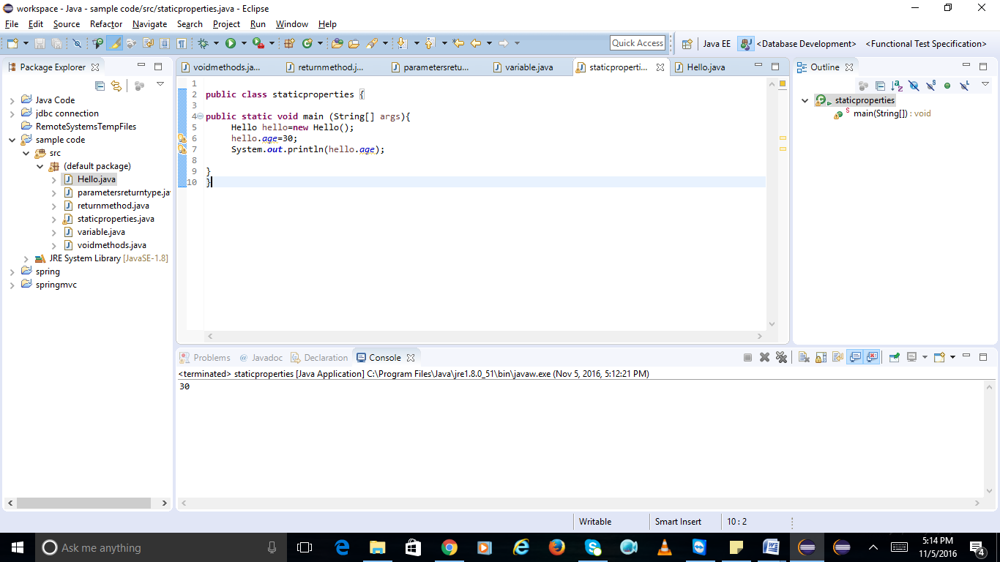 workspace - Java - sample code/src/staticproperties.java - Eclipse
File Edit Source Refactor Navigate Search Project Run Window Help
Quick Access Java EE <Database Development> <Functional Test Specification>
Package Explorer
Java Code
jdbc connection
RemoteSystemsTempFiles
sample code
src
(default package)
Hello.java
parametersreturntype.ja
returnmethod.java
staticproperties.java
variable.java
voidmethods.java
JRE System Library [JavaSE-1.8]
spring
springmvc
voidmethods.ja... returnmethod.j... parametersretu... variable.java staticproperti... Hello.java
1
2 public class staticproperties {
3
4 public static void main (String[] args){
5 Hello hello=new Hello();
6 hello.age=30;
7 System.out.println(hello.age);
8
9 }
10 }
Outline
staticproperties
main(String[]) : void
Problems @ Javadoc Declaration Console
<terminated> staticproperties [Java Application] C:\Program Files\Java\jre1.8.0_51\bin\javaw.exe (Nov 5, 2016, 5:12:21 PM)
30
Writable Smart Insert 10 : 2
Ask me anything
5:14 PM
11/5/2016
4